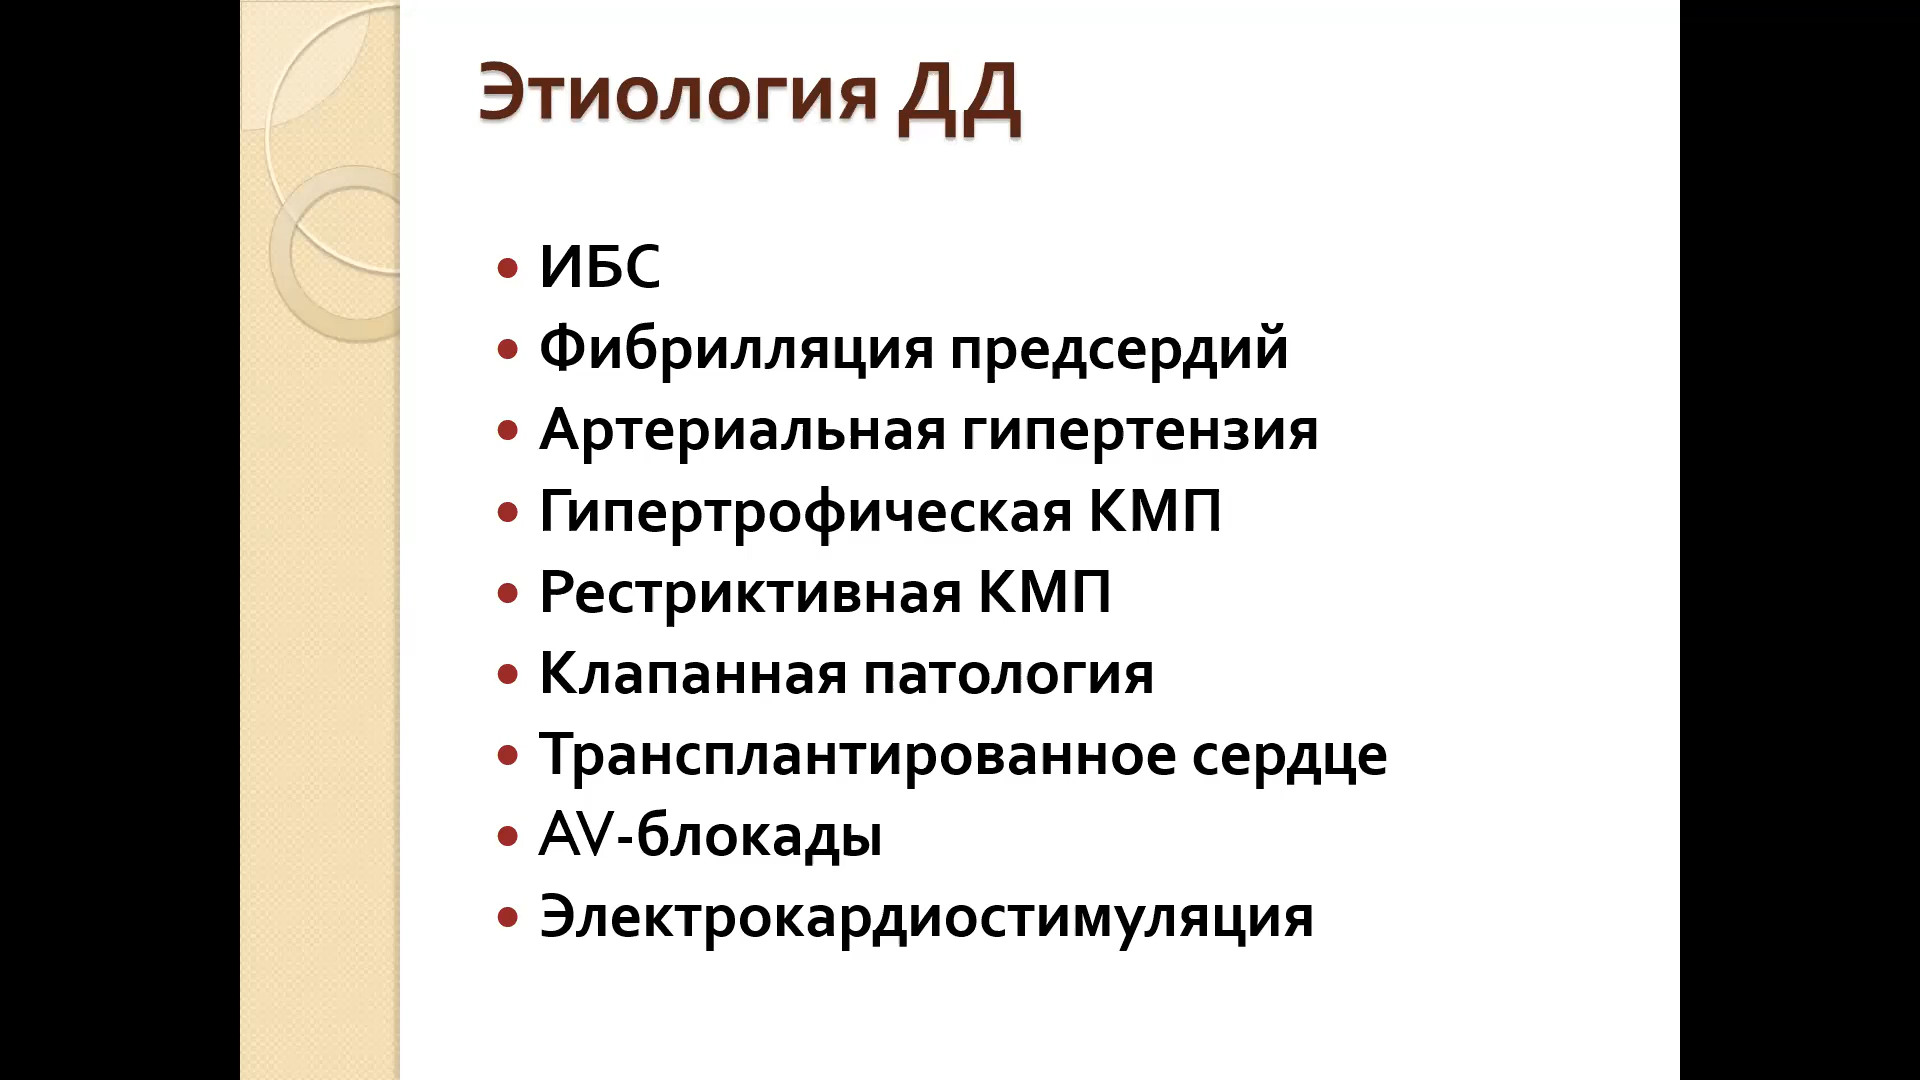 Этиология ДД
• ИБС
• Фибрилляция предсердий
• Артериальная гипертензия
• Гипертрофическая КМП
• Рестриктивная КМП
• Клапанная патология
• Трансплантированное сердце
• AV-блокады
• Электрокардиостимуляция